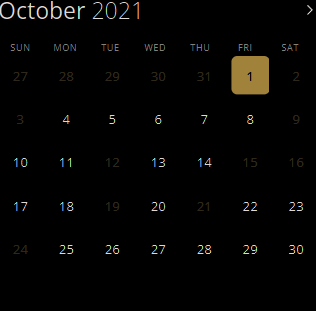 October 2021 >
SUN MON TUE WED THU FRI SAT
27 28 29 30 31 1 2
3 4 5 6 7 8 9
10 11 12 13 14 15 16
17 18 19 20 21 22 23
24 25 26 27 28 29 30